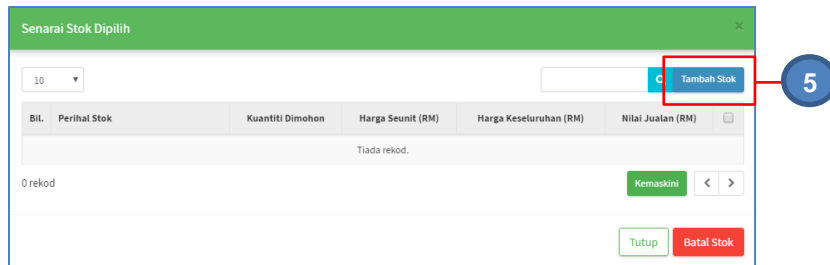 Senarai Stok Dipilih ×
10 Tambah Stok
5
Bil. Perihal Stok Kuantiti Dimohon Harga Seunit (RM) Harga Keseluruhan (RM) Nilai Jualan (RM)
Tiada rekod.
0 rekod Kemaskini < >
Tutup Batal Stok